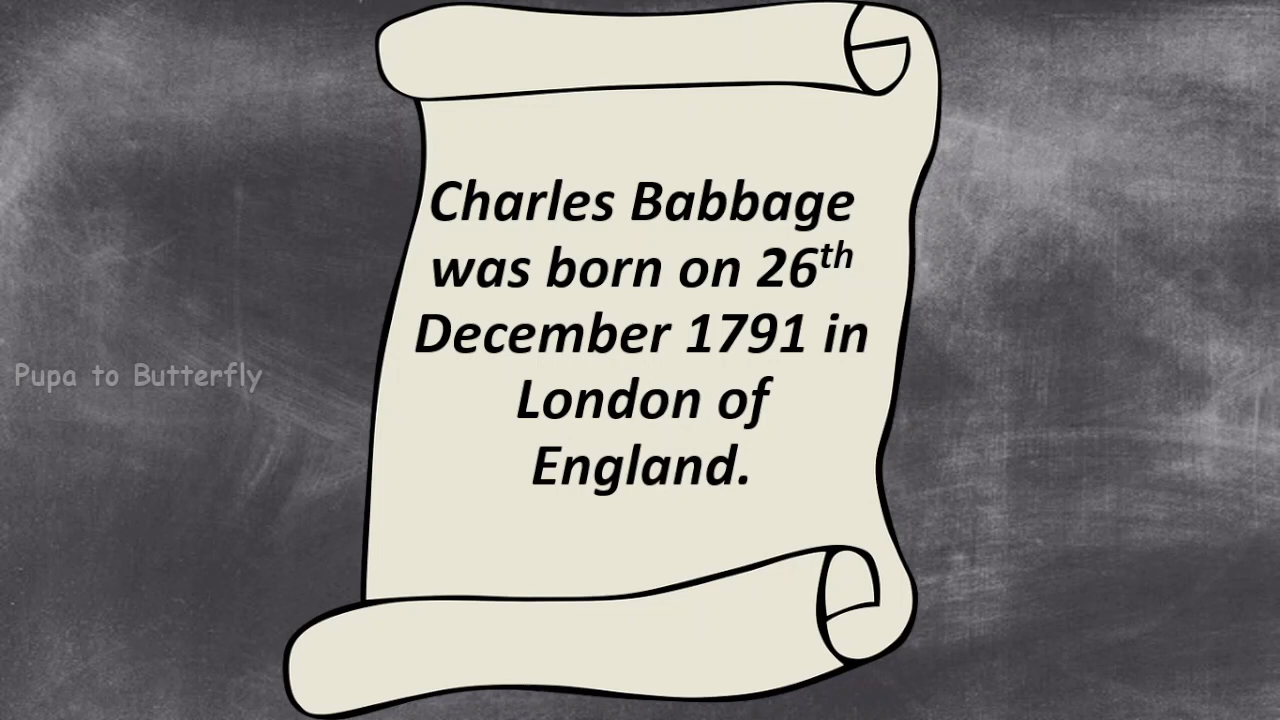 Charles Babbage
was born on 26th
December 1791 in
London of
England.
Pupa to Butterfly